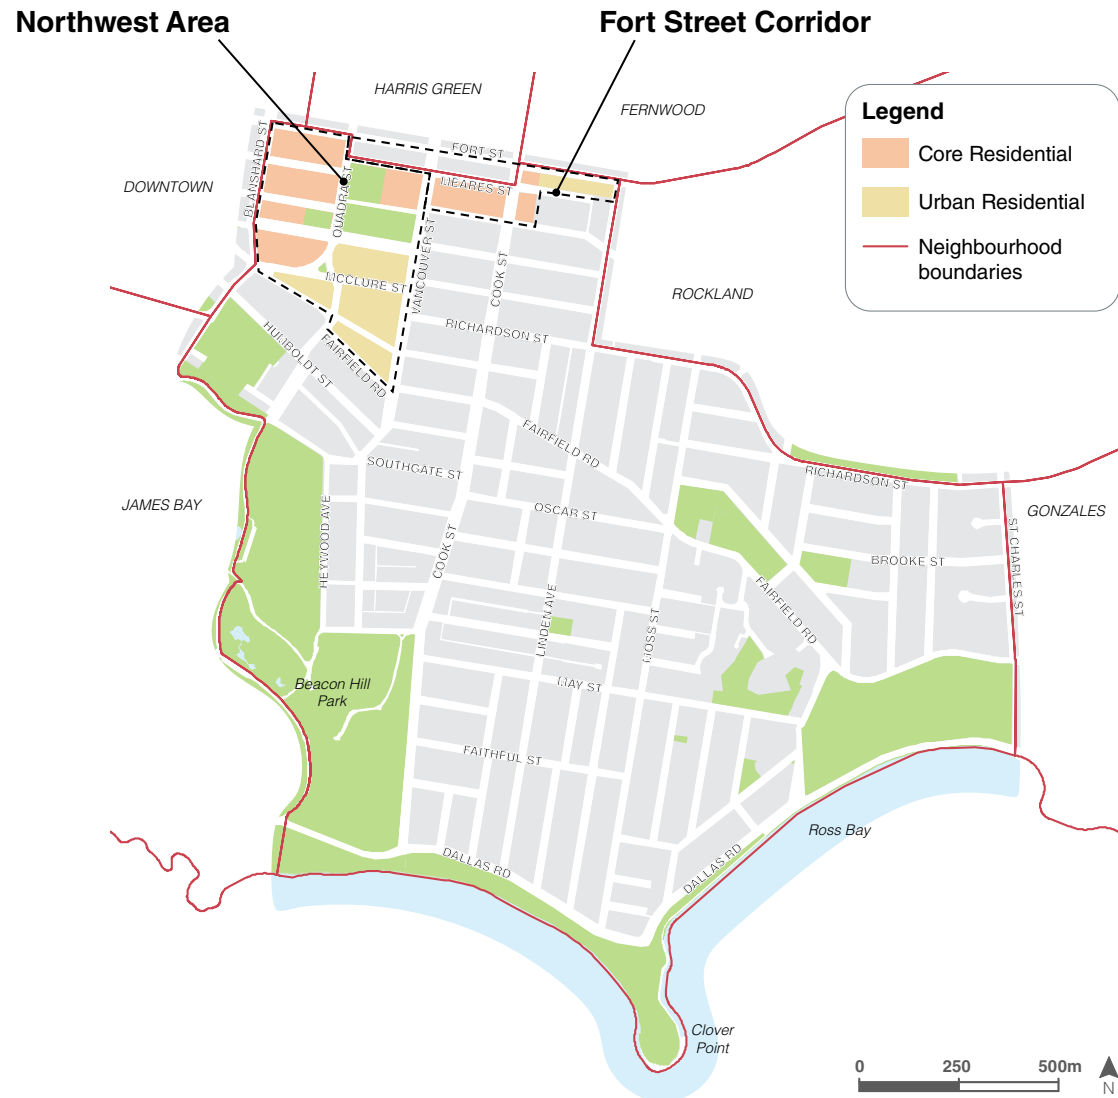 Northwest Area
Fort Street Corridor
HARRIS GREEN
FERNWOOD
Legend
Core Residential
Urban Residential
Neighbourhood
boundaries
DOWNTOWN
BLANSHARD ST
FORT ST
MEARES ST
QUADRA ST
VANCOUVER ST
COOK ST
MCCLURE ST
ROCKLAND
RICHARDSON ST
HUMBOLDT ST
FAIRFIELD RD
FAIRFIELD RD
SOUTHGATE ST
RICHARDSON ST
JAMES BAY
HEYWOOD AVE
OSCAR ST
GONZALES
COOK ST
BROOKE ST
ST CHARLES ST
LINDEN AVE
MOSS ST
FAIRFIELD RD
Beacon Hill
Park
MAY ST
FAITHFUL ST
Ross Bay
DALLAS RD
DALLAS RD
Clover
Point
0 250 500m
N